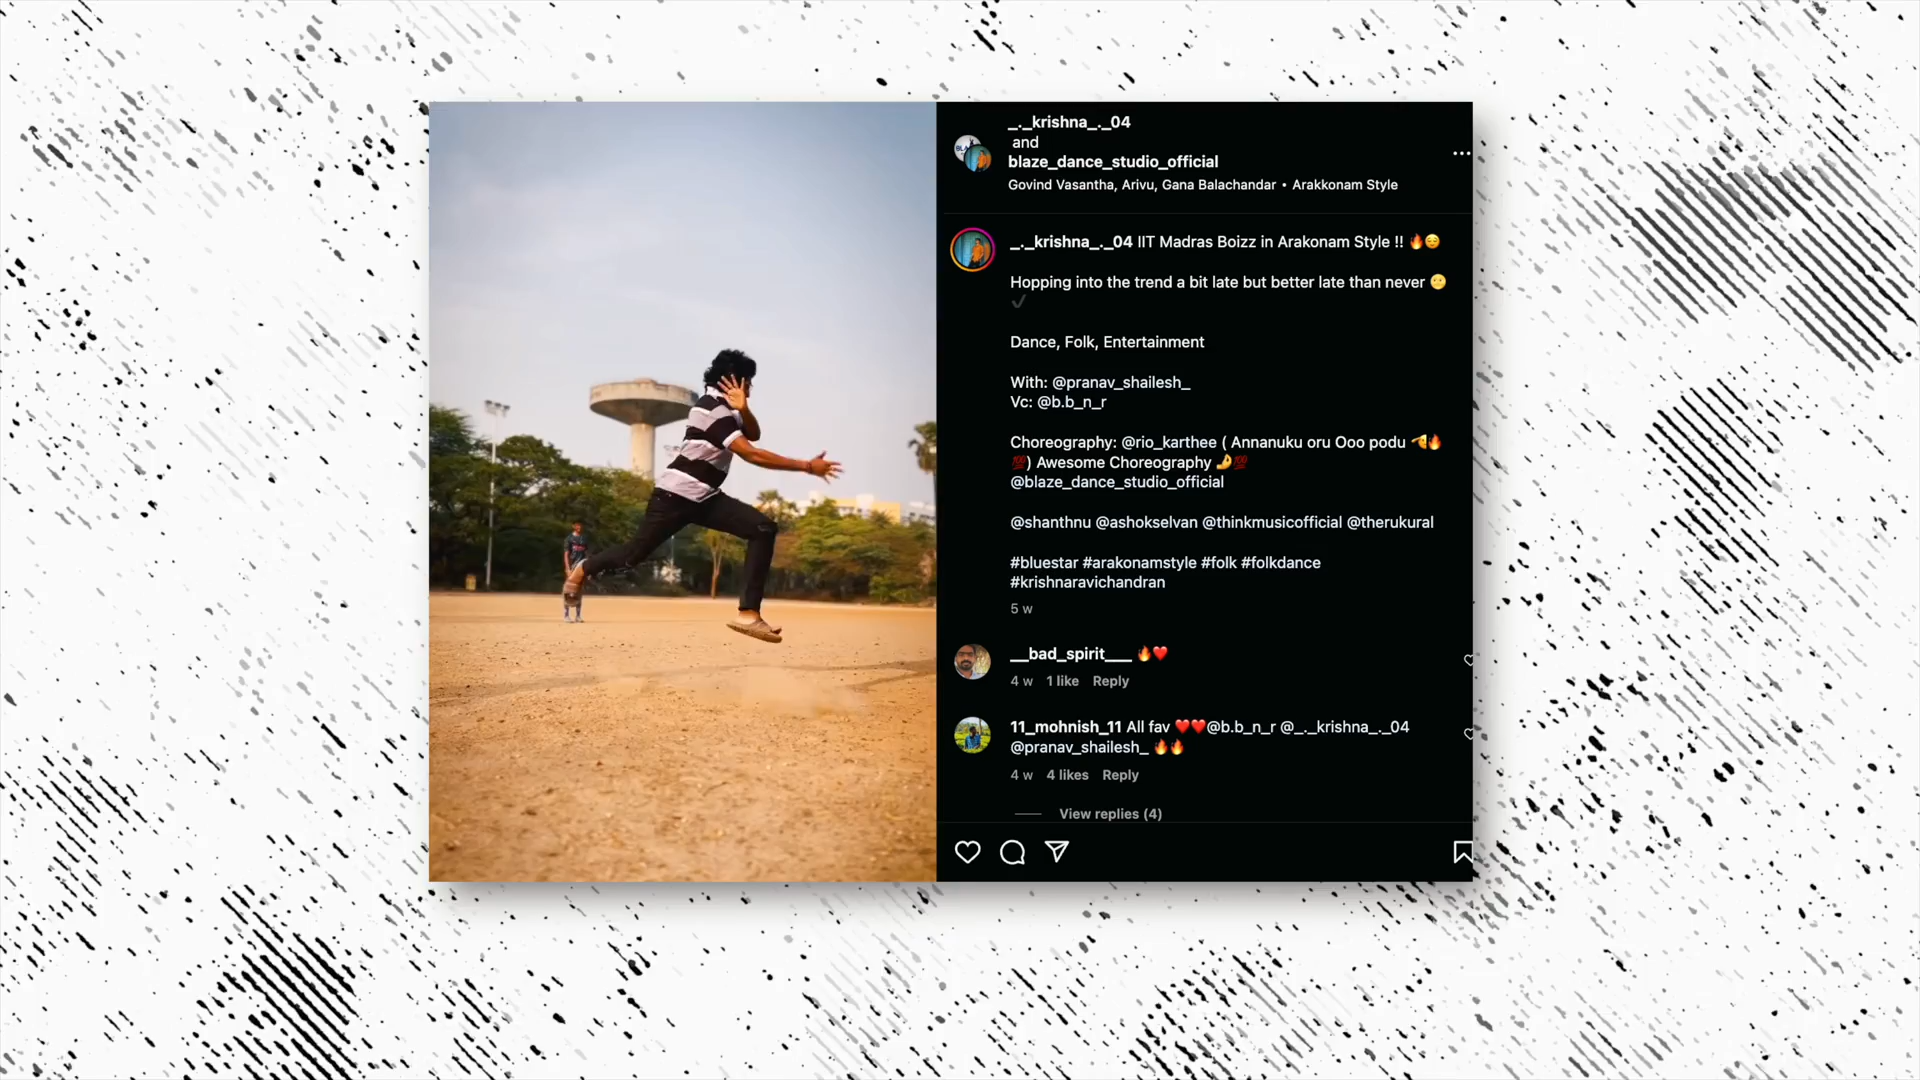 _._krishna_._04
and
blaze_dance_studio_official
Govind Vasantha, Arivu, Gana Balachandar • Arakkonam Style
_._krishna_._04 IIT Madras Boizz in Arakonam Style !! 🔥😌
Hopping into the trend a bit late but better late than never 😬
✔️
Dance, Folk, Entertainment
With: @pranav_shailesh_
Vc: @b.b_n_r
Choreography: @rio_karthee ( Annanuku oru Ooo podu 🫡🔥
💯) Awesome Choreography 🤌💯
@blaze_dance_studio_official
@shanthnu @ashokselvan @thinkmusicofficial @therukural
#bluestar #arakonamstyle #folk #folkdance
#krishnaravichandran
5 w
__bad_spirit___ 🔥❤️
4 w 1 like Reply
11_mohnish_11 All fav ❤️❤️@b.b_n_r @_._krishna_._04
@pranav_shailesh_ 🔥🔥
4 w 4 likes Reply
View replies (4)